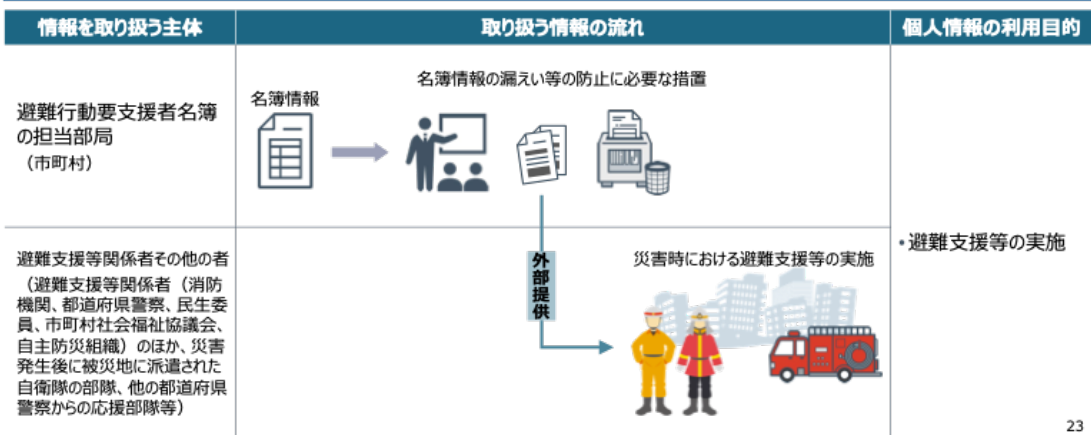 情報を取り扱う主体
取り扱う情報の流れ
個人情報の利用目的
避難行動要支援者名簿
の担当部局
（市町村）
名簿情報
名簿情報の漏えい等の防止に必要な措置
避難支援等関係者その他の者
（避難支援等関係者（消防
機関、都道府県警察、民生委
員、市町村社会福祉協議会、
自主防災組織）のほか、災害
発生後に被災地に派遣された
自衛隊の部隊、他の都道府県
警察からの応援部隊等）
外部提供
災害時における避難支援等の実施
・避難支援等の実施
23